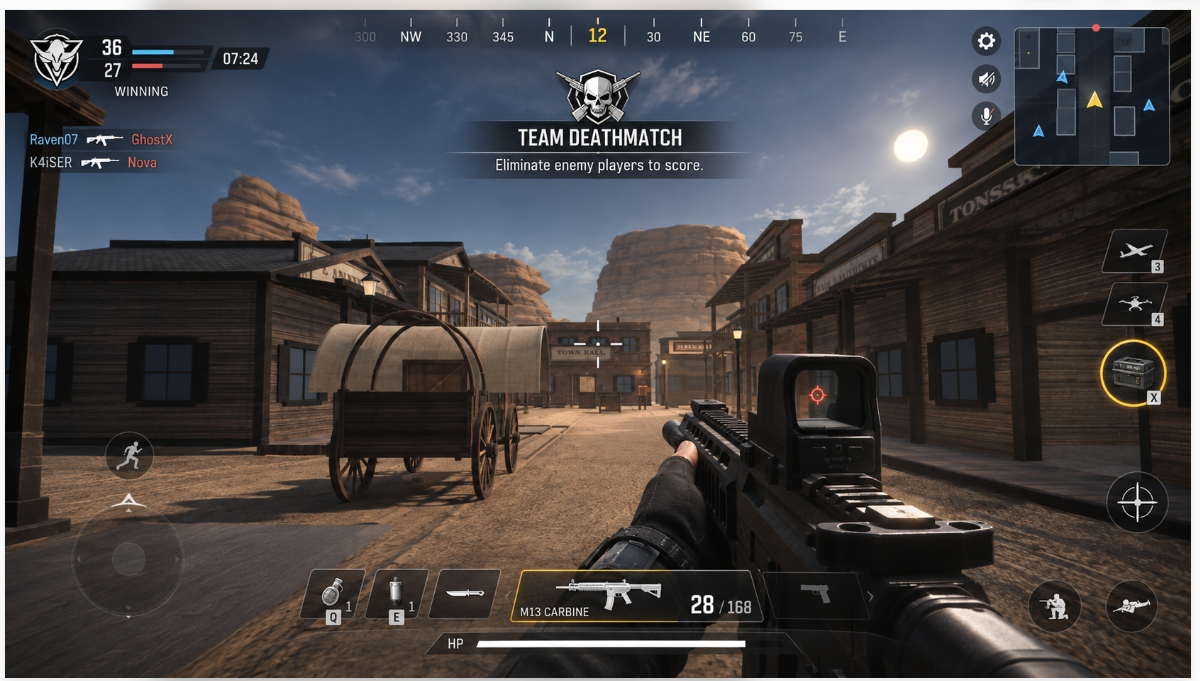 300 NW 330 345 N 12 30 NE 60 75 E
36
27
07:24
WINNING
Raven07 GhostX
K4iSER Nova
TEAM DEATHMATCH
Eliminate enemy players to score.
TOWN HALL
3
4
X
1
Q
1
E
M13 CARBINE
28 / 168
HP